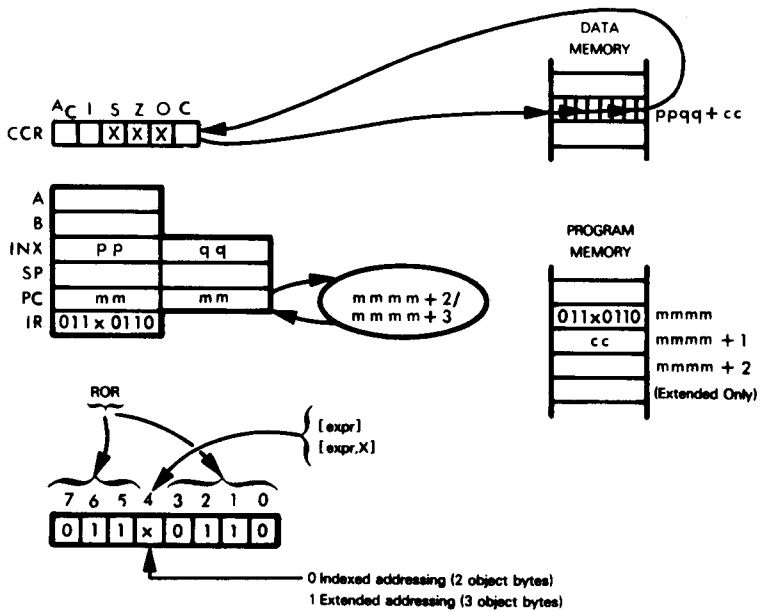 DATA
MEMORY
AC I S Z O C
CCR X X X
ppqq + cc
A
B
INX pp qq
SP
PC mm mm
IR 011x0110
mmmm + 2/
mmmm + 3
PROGRAM
MEMORY
011x0110 mmmm
cc mmmm + 1
mmmm + 2
(Extended Only)
ROR
[expr]
[expr,X]
7 6 5 4 3 2 1 0
0 1 1 x 0 1 1 0
0 Indexed addressing (2 object bytes)
1 Extended addressing (3 object bytes)